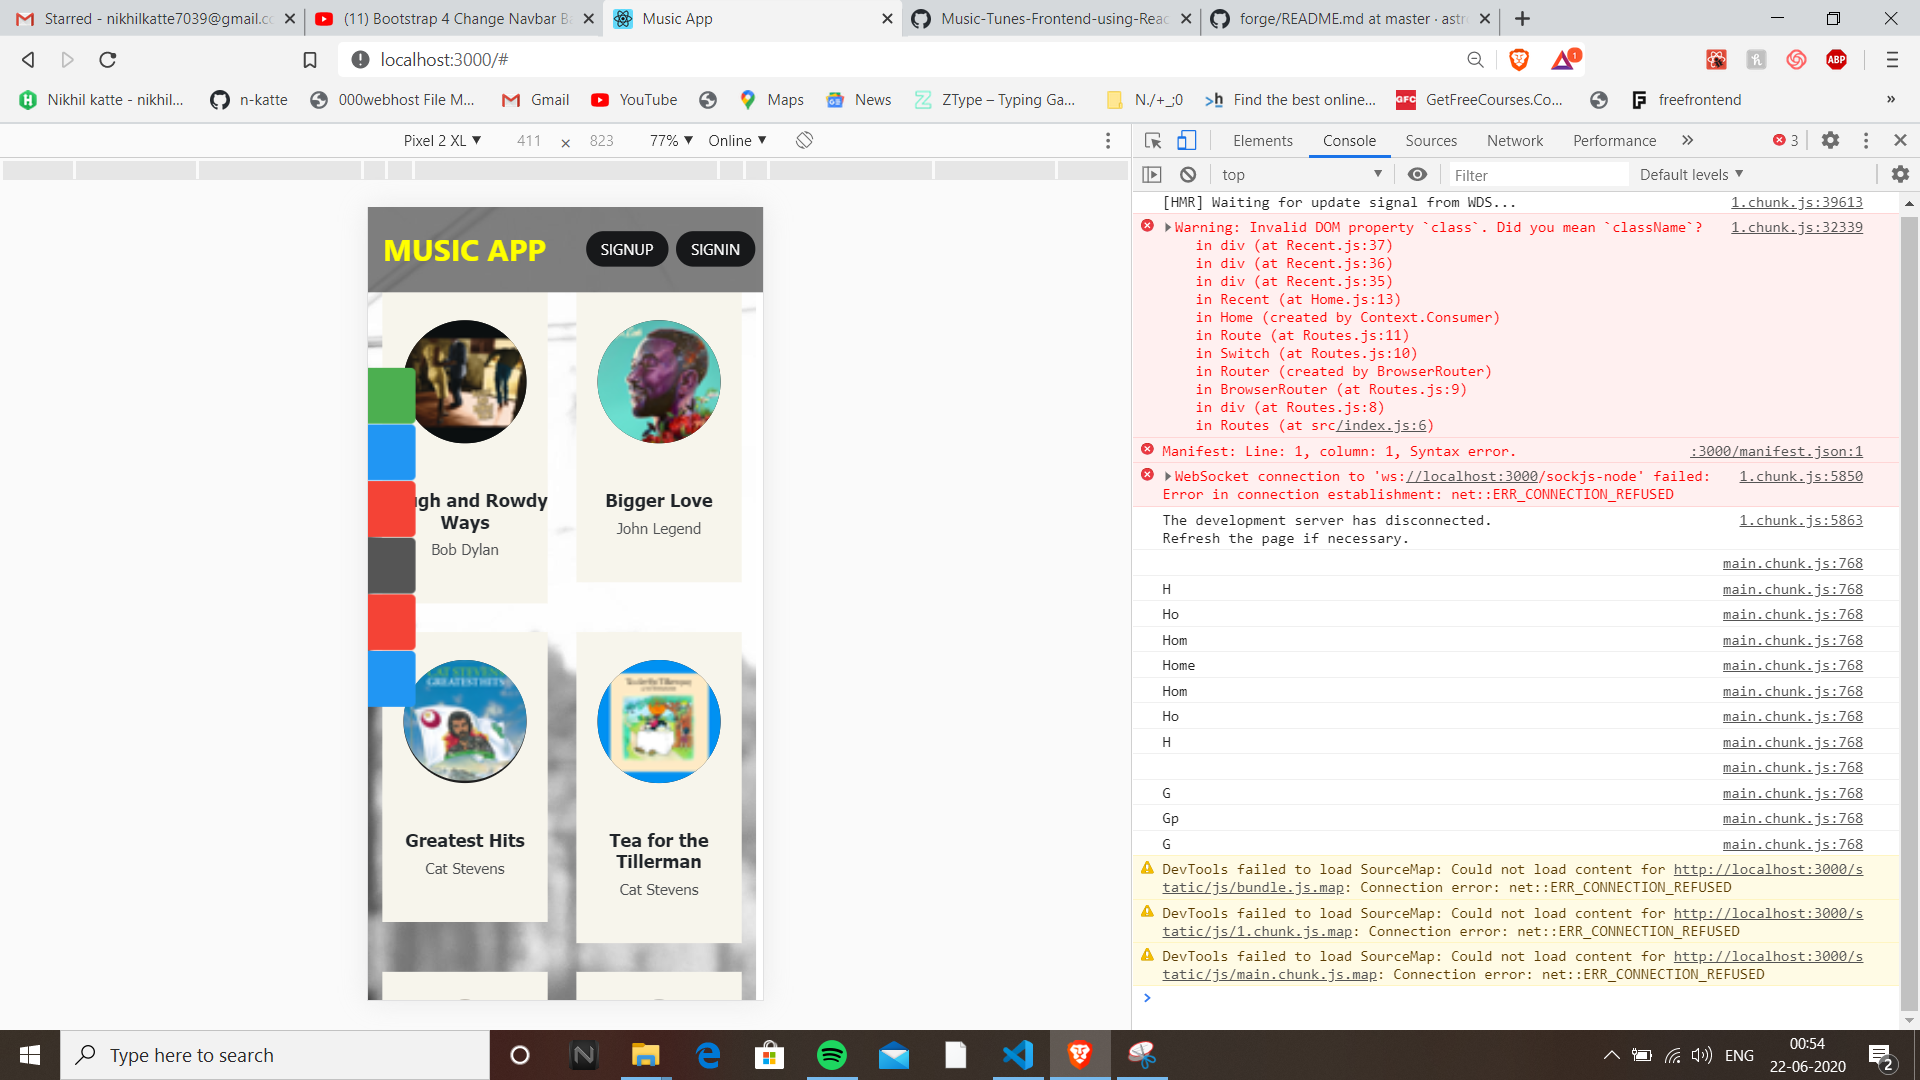 Starred - nikhilkatte7039@gmail.co
(11) Bootstrap 4 Change Navbar Ba
Music App
Music-Tunes-Frontend-using-Reac
forge/README.md at master · astr
localhost:3000/#
1
Nikhil katte - nikhil...
n-katte
000webhost File M...
Gmail
YouTube
Maps
News
ZType – Typing Ga...
N./+_;0
Find the best online...
GetFreeCourses.Co...
freefrontend
»
Pixel 2 XL ▼ 411 × 823 77% ▼ Online ▼
Elements Console Sources Network Performance » 3
top ▼ Filter Default levels ▼
MUSIC APP
SIGNUP
SIGNIN
gh and Rowdy
Ways
Bob Dylan
Bigger Love
John Legend
Greatest Hits
Cat Stevens
Tea for the
Tillerman
Cat Stevens
[HMR] Waiting for update signal from WDS... 1.chunk.js:39613
Warning: Invalid DOM property `class`. Did you mean `className`? 1.chunk.js:32339
in div (at Recent.js:37)
in div (at Recent.js:36)
in div (at Recent.js:35)
in Recent (at Home.js:13)
in Home (created by Context.Consumer)
in Route (at Routes.js:11)
in Switch (at Routes.js:10)
in Router (created by BrowserRouter)
in BrowserRouter (at Routes.js:9)
in div (at Routes.js:8)
in Routes (at src/index.js:6)
Manifest: Line: 1, column: 1, Syntax error. :3000/manifest.json:1
WebSocket connection to 'ws://localhost:3000/sockjs-node' failed: 1.chunk.js:5850
Error in connection establishment: net::ERR_CONNECTION_REFUSED
The development server has disconnected. 1.chunk.js:5863
Refresh the page if necessary.
main.chunk.js:768
H main.chunk.js:768
Ho main.chunk.js:768
Hom main.chunk.js:768
Home main.chunk.js:768
Hom main.chunk.js:768
Ho main.chunk.js:768
H main.chunk.js:768
main.chunk.js:768
G main.chunk.js:768
Gp main.chunk.js:768
G main.chunk.js:768
DevTools failed to load SourceMap: Could not load content for http://localhost:3000/s
tatic/js/bundle.js.map: Connection error: net::ERR_CONNECTION_REFUSED
DevTools failed to load SourceMap: Could not load content for http://localhost:3000/s
tatic/js/1.chunk.js.map: Connection error: net::ERR_CONNECTION_REFUSED
DevTools failed to load SourceMap: Could not load content for http://localhost:3000/s
tatic/js/main.chunk.js.map: Connection error: net::ERR_CONNECTION_REFUSED
Type here to search
ENG
00:54
22-06-2020
2